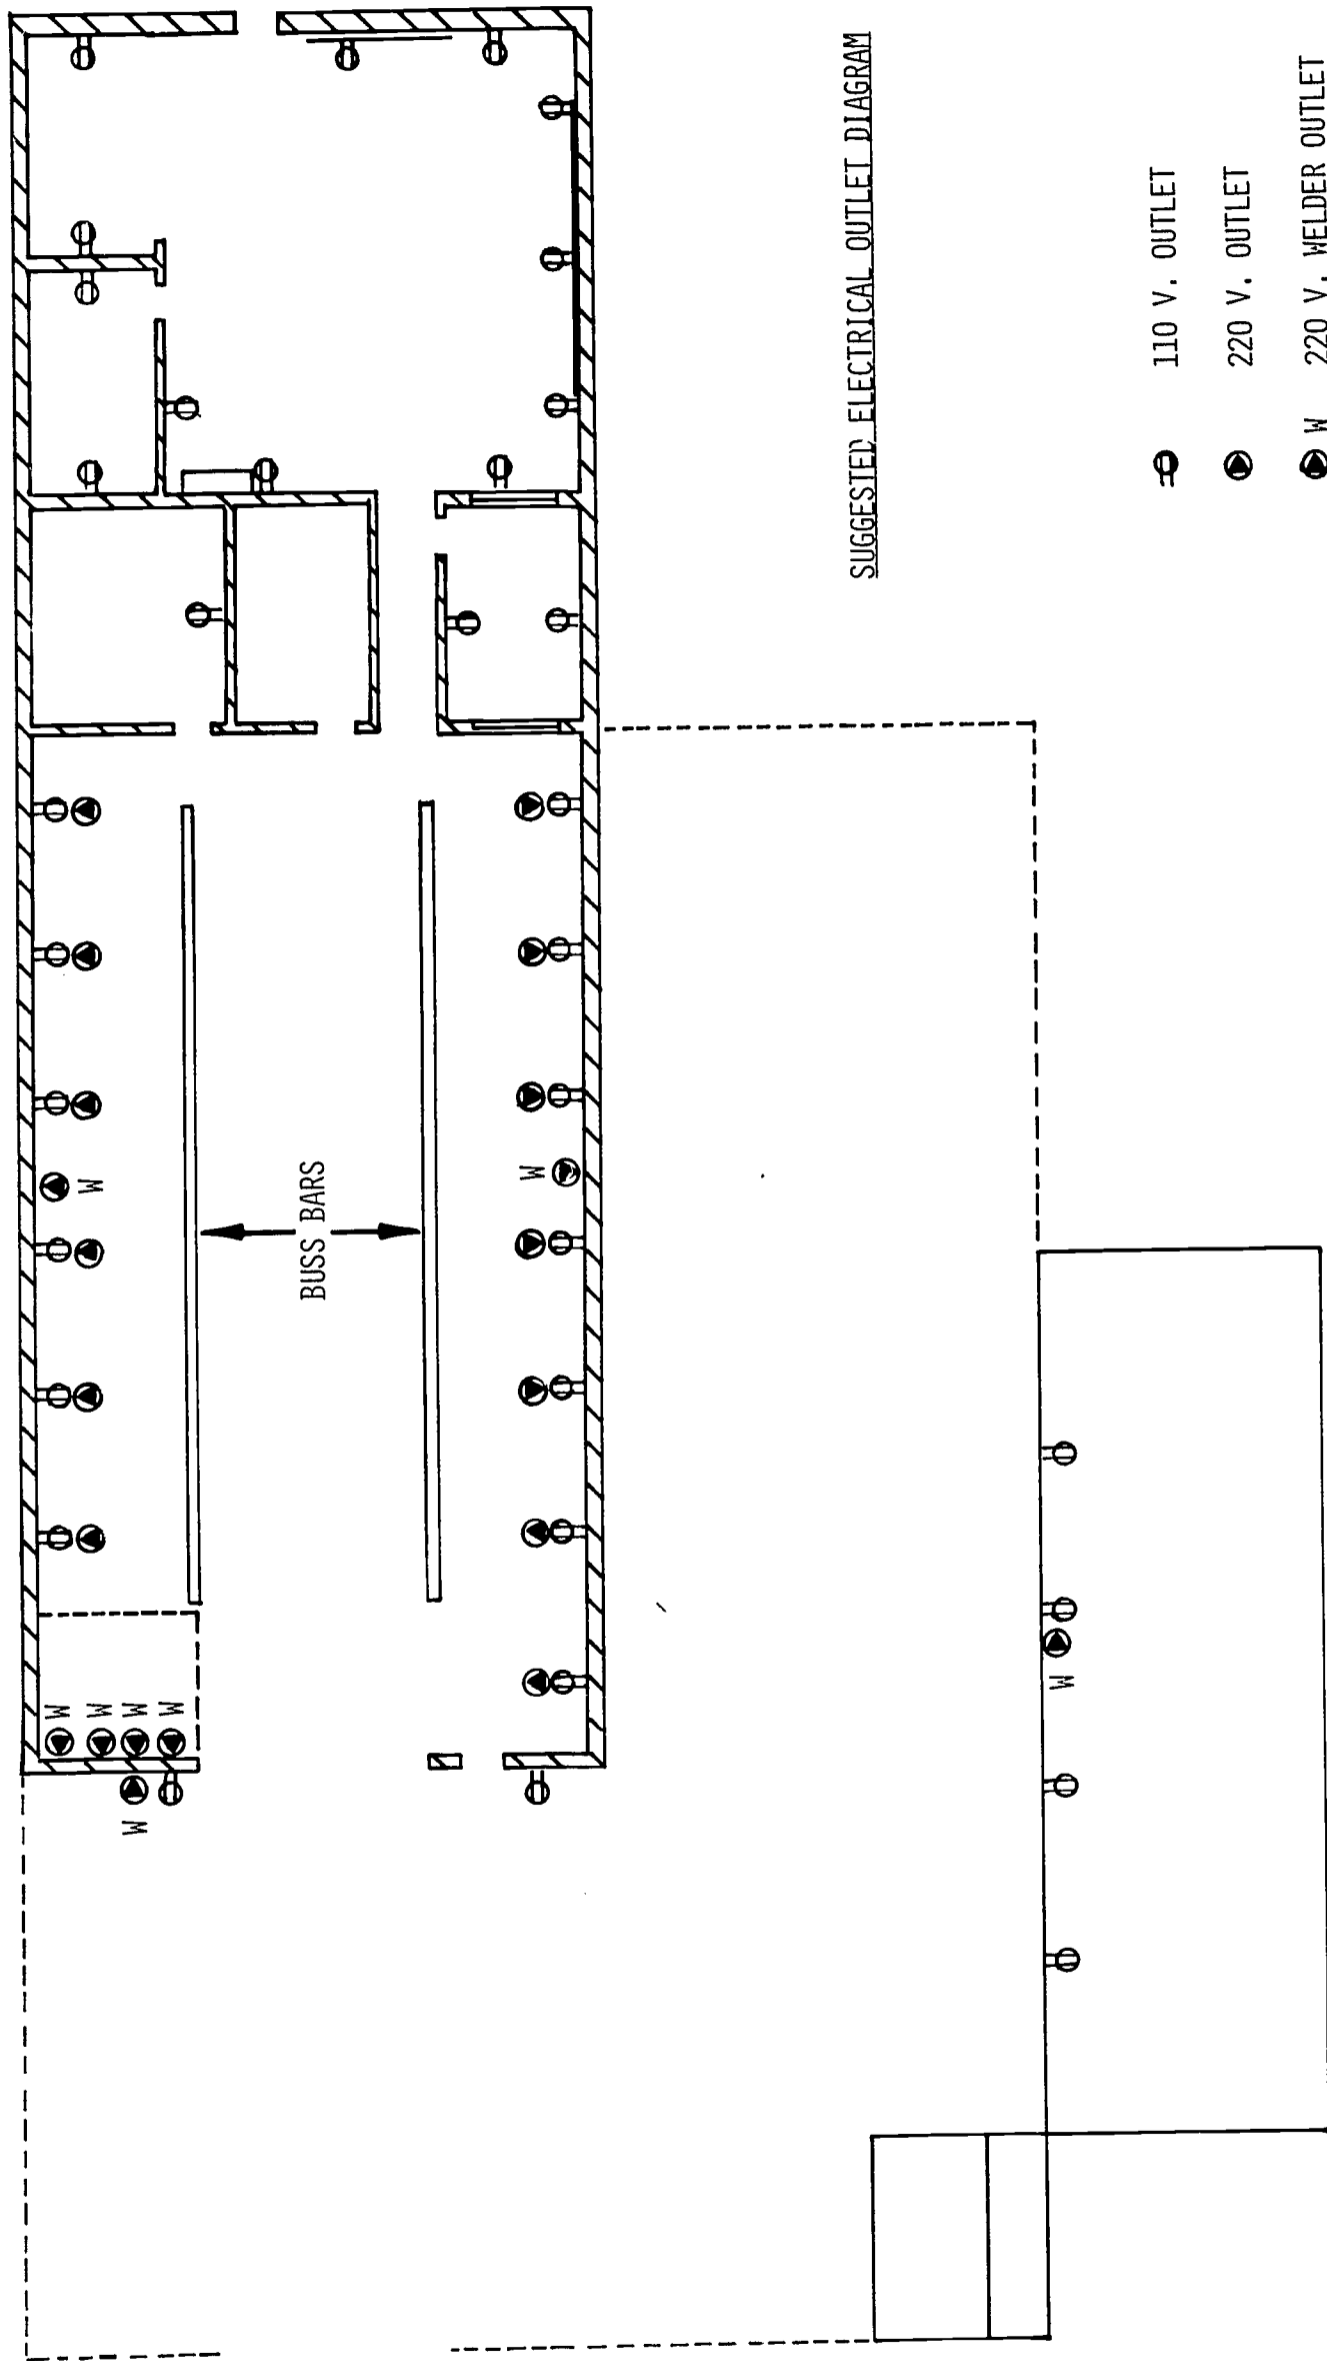 SUGGESTED ELECTRICAL OUTLET DIAGRAM
110 V. OUTLET
220 V. OUTLET
W 220 V. WELDER OUTLET
BUSS BARS
W
W
W
W
W
W
W
W